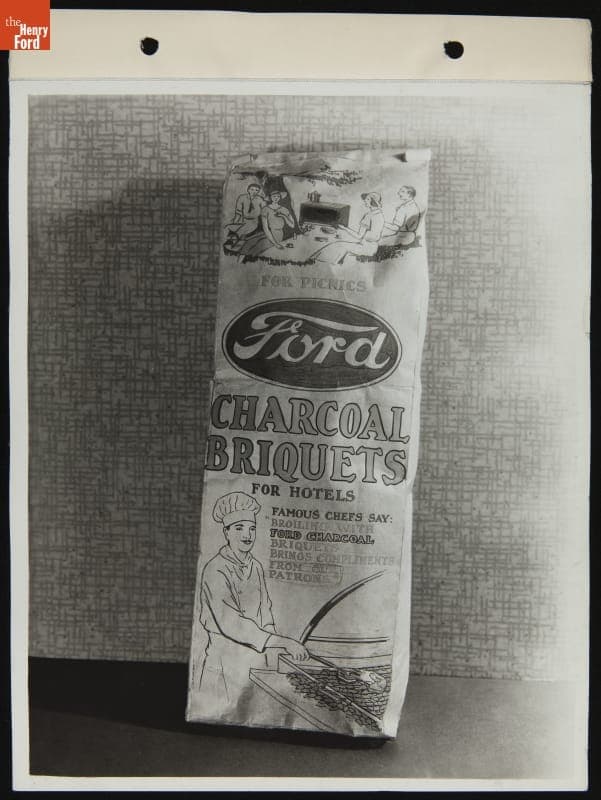 the
Henry
Ford
FOR PICNICS
Ford
CHARCOAL
BRIQUETS
FOR HOTELS
FAMOUS CHEFS SAY:
"BROILING WITH
FORD CHARCOAL
BRIQUETS
BRINGS COMPLIMENTS
FROM OUR
PATRONS"